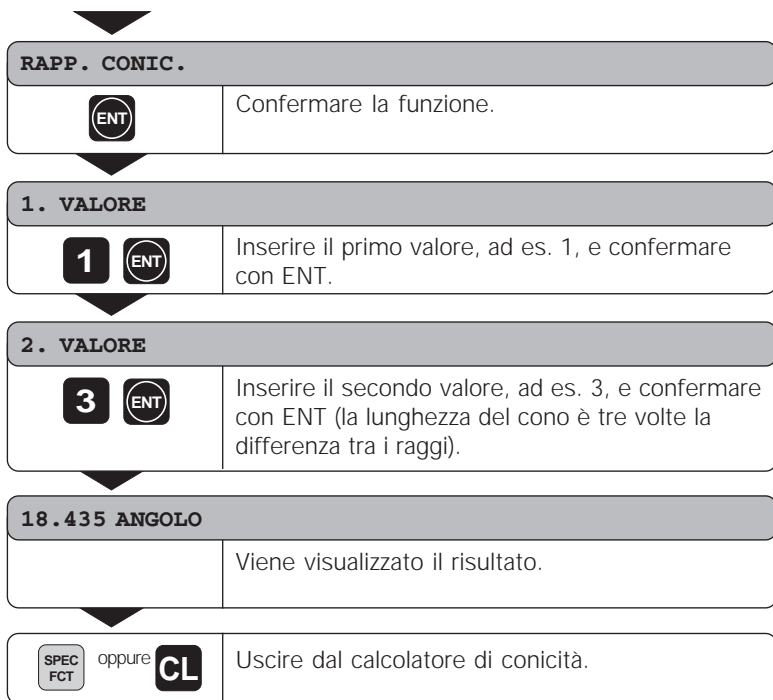 RAPP. CONIC.
ENT
Confermare la funzione.
1. VALORE
1 ENT
Inserire il primo valore, ad es. 1, e confermare
con ENT.
2. VALORE
3 ENT
Inserire il secondo valore, ad es. 3, e confermare
con ENT (la lunghezza del cono è tre volte la
differenza tra i raggi).
18.435 ANGOLO
Viene visualizzato il risultato.
SPEC
FCT
oppure CL
Uscire dal calcolatore di conicità.